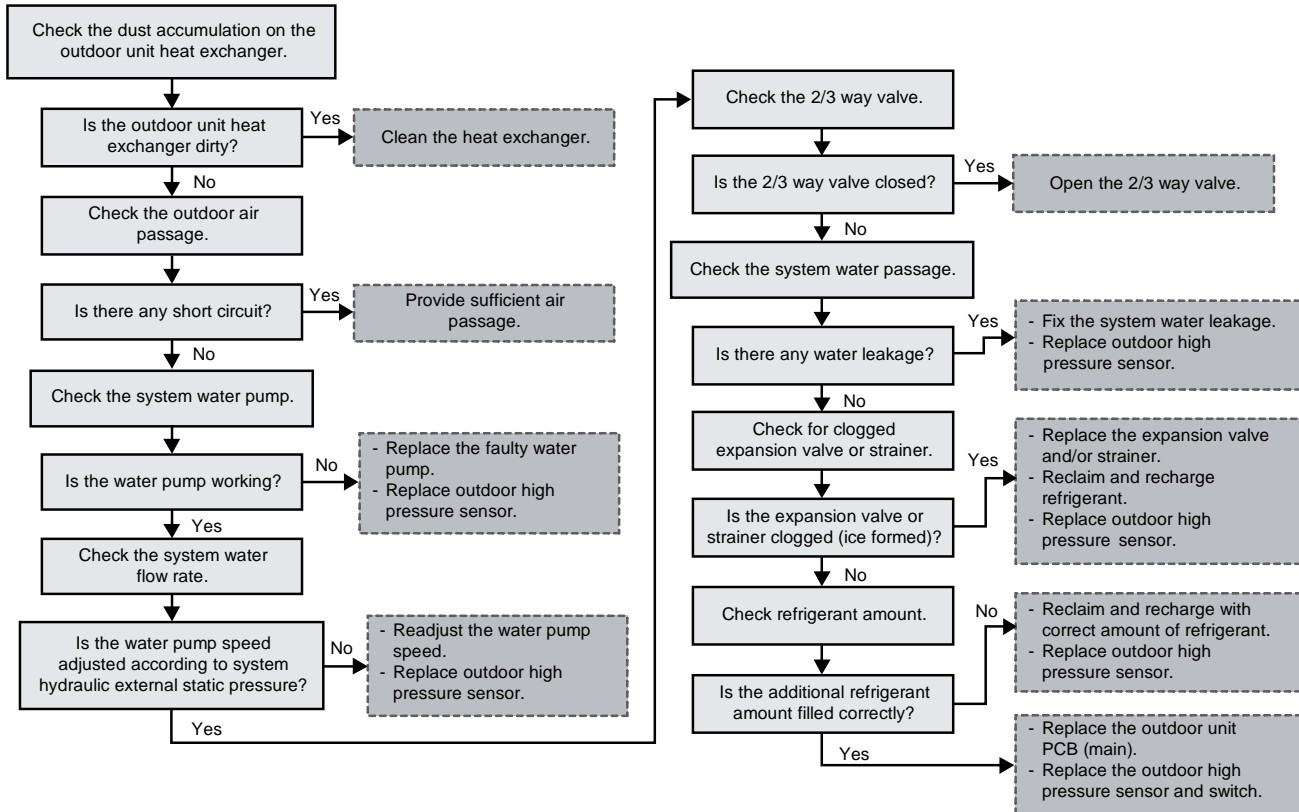 Check the dust accumulation on the
outdoor unit heat exchanger.
Is the outdoor unit heat
exchanger dirty?
Yes
Clean the heat exchanger.
No
Check the outdoor air
passage.
Is there any short circuit?
Yes
Provide sufficient air
passage.
No
Check the system water pump.
Is the water pump working?
No
- Replace the faulty water
pump.
- Replace outdoor high
pressure sensor.
Yes
Check the system water
flow rate.
Is the water pump speed
adjusted according to system
hydraulic external static pressure?
No
- Readjust the water pump
speed.
- Replace outdoor high
pressure sensor.
Yes
Check the 2/3 way valve.
Is the 2/3 way valve closed?
Yes
Open the 2/3 way valve.
No
Check the system water passage.
Is there any water leakage?
Yes
- Fix the system water leakage.
- Replace outdoor high
pressure sensor.
No
Check for clogged
expansion valve or strainer.
Is the expansion valve or
strainer clogged (ice formed)?
Yes
- Replace the expansion valve
and/or strainer.
- Reclaim and recharge
refrigerant.
- Replace outdoor high
pressure sensor.
No
Check refrigerant amount.
Is the additional refrigerant
amount filled correctly?
No
- Reclaim and recharge with
correct amount of refrigerant.
- Replace outdoor high
pressure sensor.
Yes
- Replace the outdoor unit
PCB (main).
- Replace the outdoor high
pressure sensor and switch.